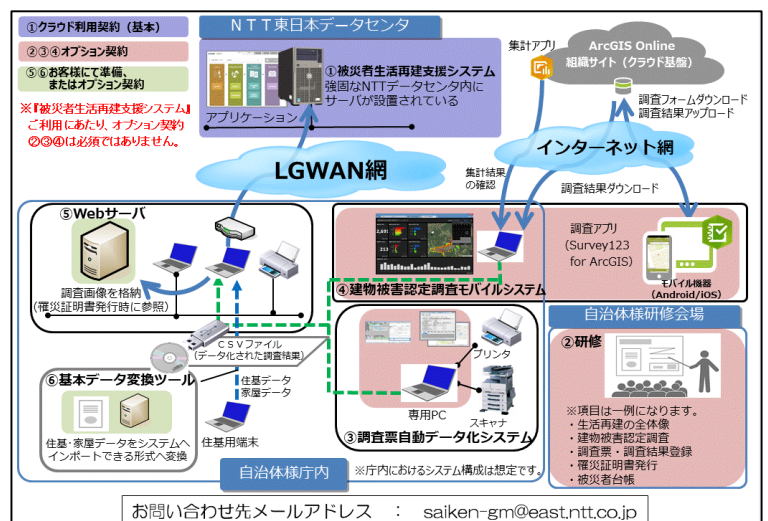 ①クラウド利用契約（基本）
②③④オプション契約
⑤⑥お客様にて準備、
またはオプション契約
※『被災者生活再建支援システム』
ご利用にあたり、オプション契約
②③④は必須ではありません。
ＮＴＴ東日本データセンタ
①被災者生活再建支援システム
強固なNTTデータセンタ内に
サーバが設置されている
アプリケーション
集計アプリ
ArcGIS Online
組織サイト（クラウド基盤）
調査フォームダウンロード
調査結果アップロード
LGWAN網
インターネット網
集計結果
の確認
調査結果ダウンロード
⑤Webサーバ
調査画像を格納
（罹災証明書発行時に参照）
調査アプリ
（Survey123
for ArcGIS）
モバイル機器
（Android/iOS）
④建物被害認定調査モバイルシステム
ＣＳＶファイル
（データ化された調査結果）
プリンタ
専用PC
スキャナ
③調査票自動データ化システム
⑥基本データ変換ツール
住基・家屋データをシステムへ
インポートできる形式へ変換
住基データ
家屋データ
住基用端末
自治体様庁内
※庁内におけるシステム構成は想定です。
自治体様研修会場
②研修
※項目は一例になります。
・生活再建の全体像
・建物被害認定調査
・調査票・調査結果登録
・罹災証明書発行
・被災者台帳
お問い合わせ先メールアドレス　：　saiken-gm@east.ntt.co.jp